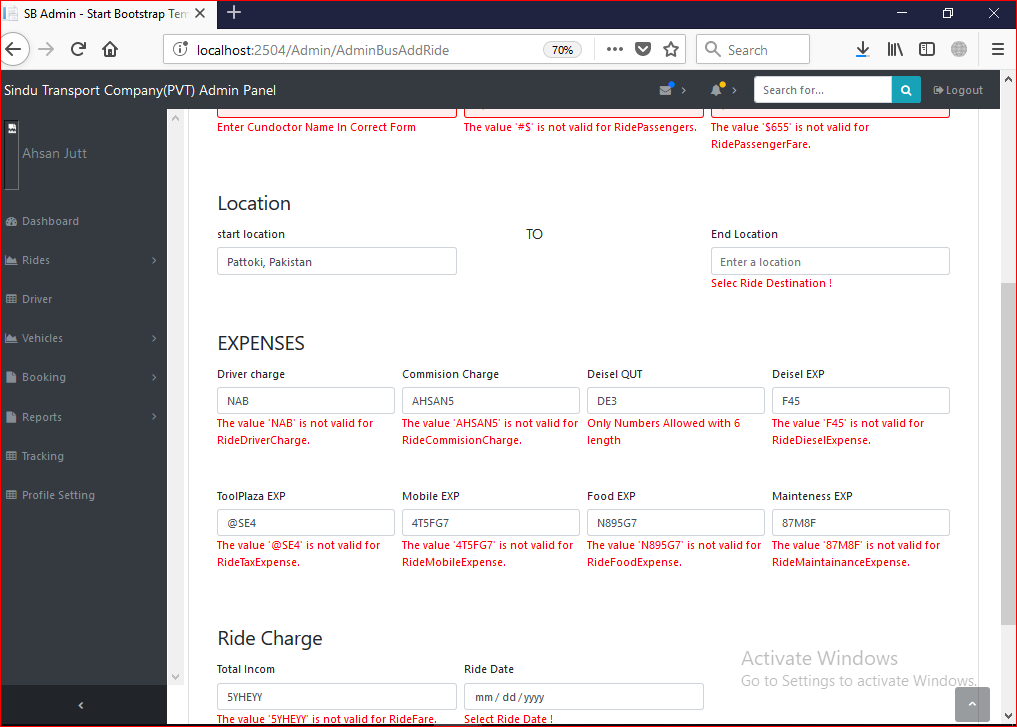 SB Admin - Start Bootstrap Tem
localhost:2504/Admin/AdminBusAddRide
70%
Search
Sindu Transport Company(PVT) Admin Panel
Search for...
Logout
Ahsan Jutt
Dashboard
Rides
Driver
Vehicles
Booking
Reports
Tracking
Profile Setting
Enter Cundoctor Name In Correct Form
The value '#$' is not valid for RidePassengers.
The value '$655' is not valid for
RidePassengerFare.
Location
start location
TO
End Location
Pattoki, Pakistan
Enter a location
Selec Ride Destination !
EXPENSES
Driver charge
Commision Charge
Deisel QUT
Deisel EXP
NAB
AHSAN5
DE3
F45
The value 'NAB' is not valid for
RideDriverCharge.
The value 'AHSAN5' is not valid for
RideCommisionCharge.
Only Numbers Allowed with 6
length
The value 'F45' is not valid for
RideDieselExpense.
ToolPlaza EXP
Mobile EXP
Food EXP
Mainteness EXP
@SE4
4T5FG7
N895G7
87M8F
The value '@SE4' is not valid for
RideTaxExpense.
The value '4T5FG7' is not valid for
RideMobileExpense.
The value 'N895G7' is not valid for
RideFoodExpense.
The value '87M8F' is not valid for
RideMaintainanceExpense.
Ride Charge
Total Incom
Ride Date
5YHEYY
mm / dd / yyyy
The value '5YHEYY' is not valid for RideFare.
Select Ride Date !
Activate Windows
Go to Settings to activate Windows.